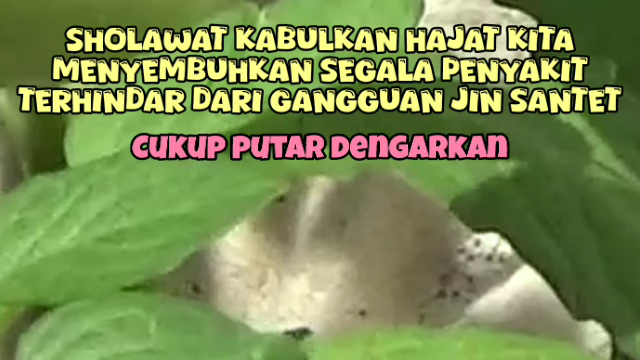 SHOLAWAT KABULKAN HAJAT KITA
MENYEMBUHKAN SEGALA PENYAKIT
TERHINDAR DARI GANGGUAN JIN SANTET
CUKUP PUTAR DENGARKAN